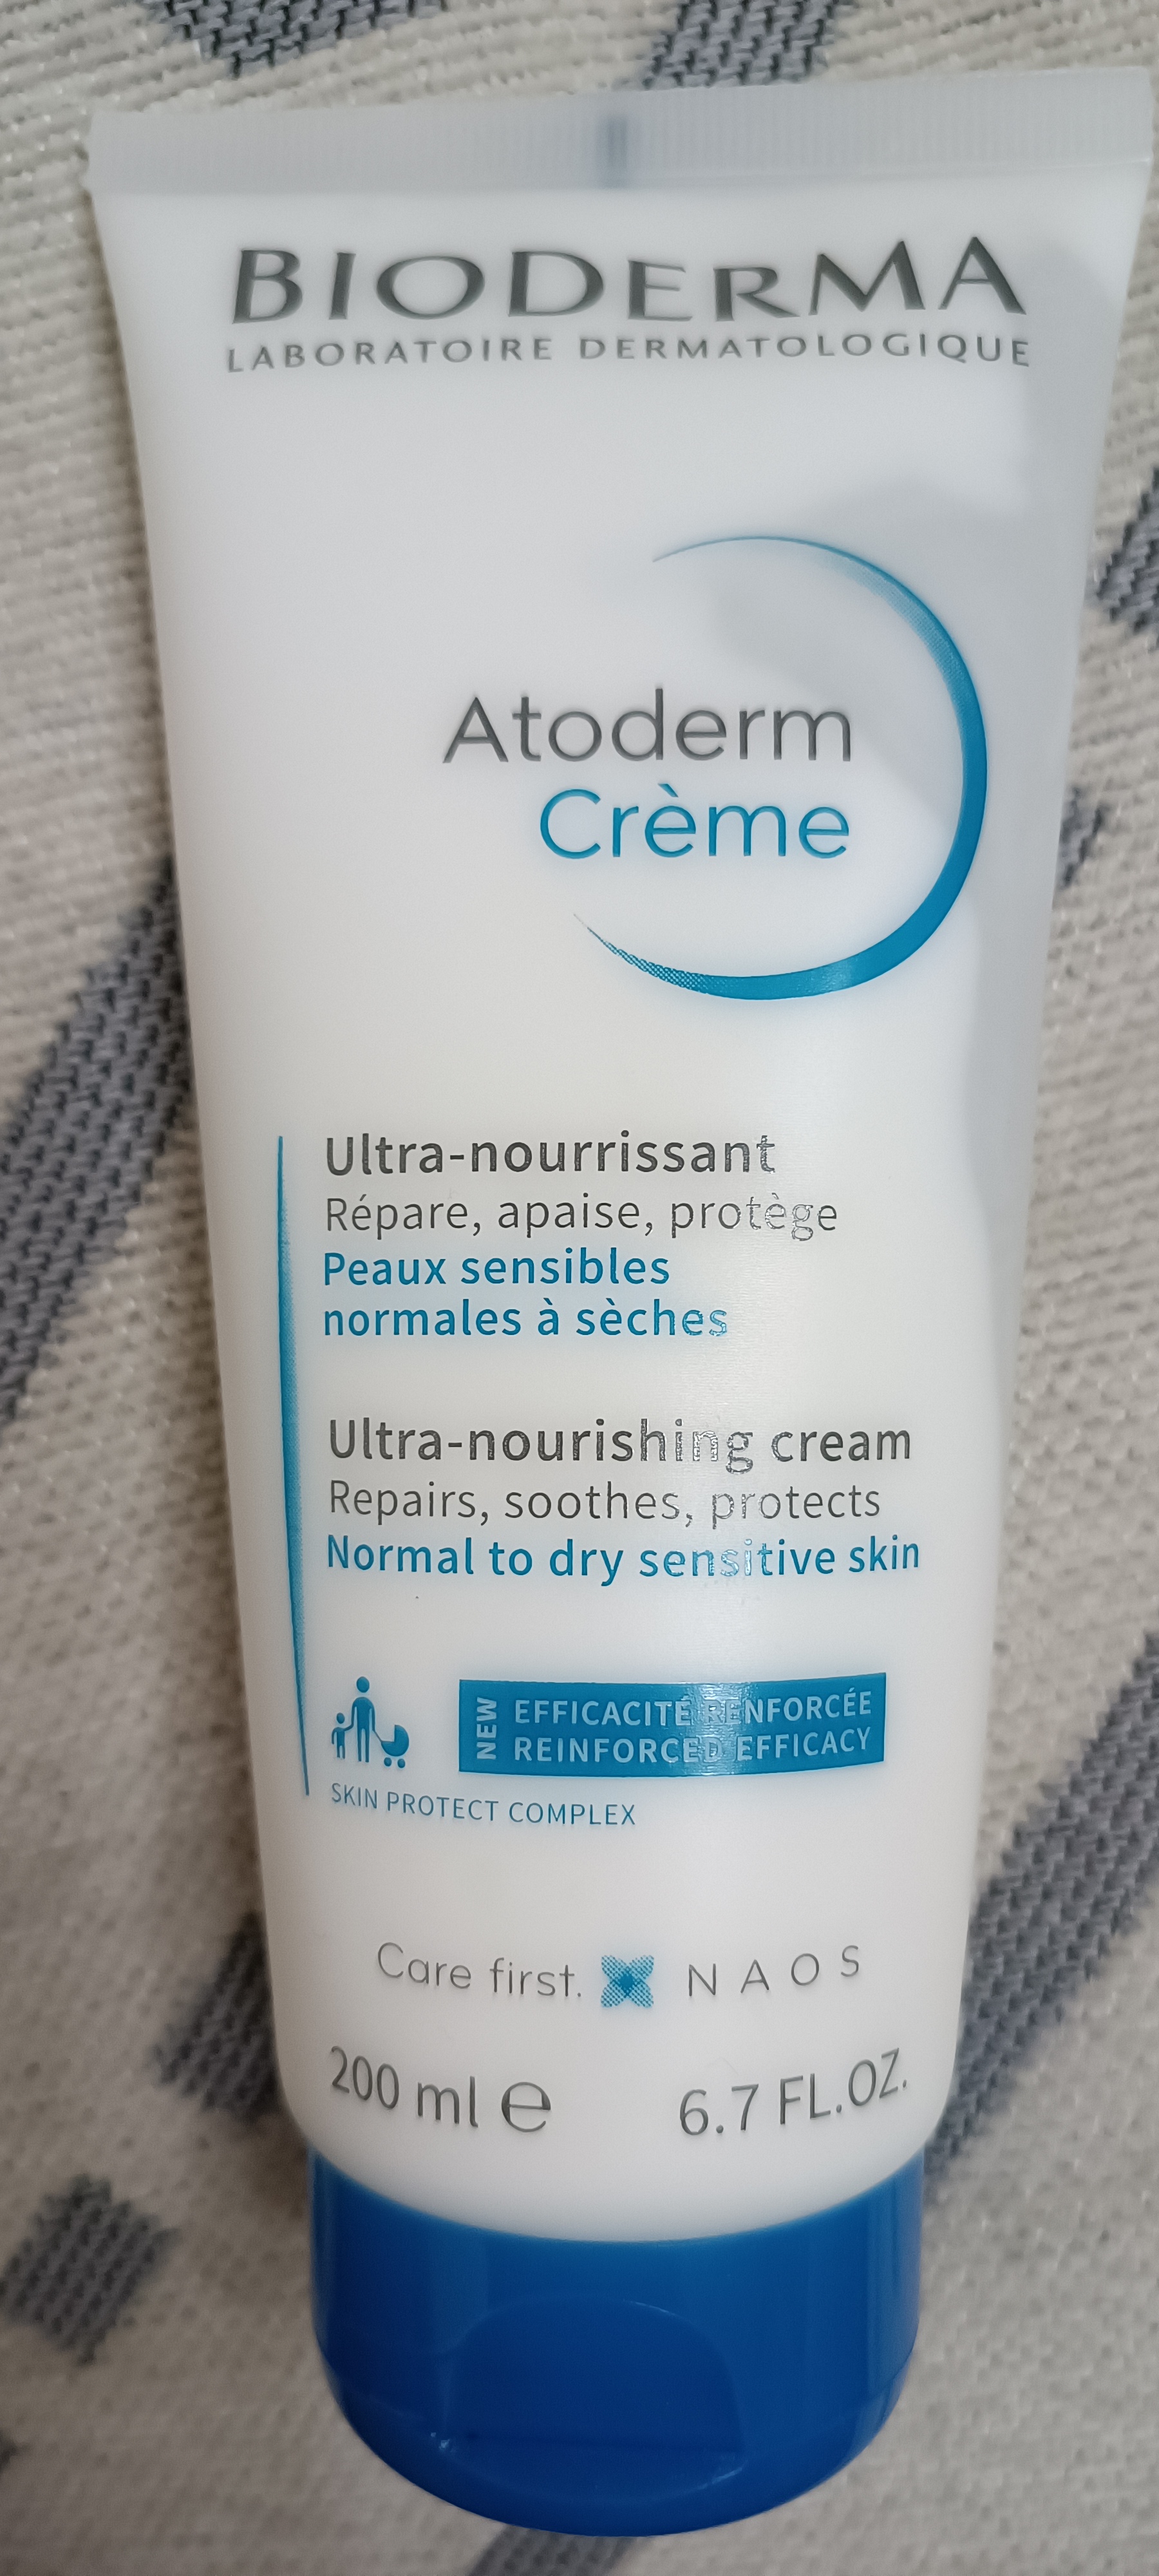 BIODERMA
LABORATOIRE DERMATOLOGIQUE
Atoderm
Crème
Ultra-nourrissant
Répare, apaise, protège
Peaux sensibles
normales à sèches
Ultra-nourishing cream
Repairs, soothes, protects
Normal to dry sensitive skin
NEW
EFFICACITÉ RENFORCÉE
REINFORCED EFFICACY
SKIN PROTECT COMPLEX
Care first. NAOS
200 ml ℮ 6.7 FL.OZ.